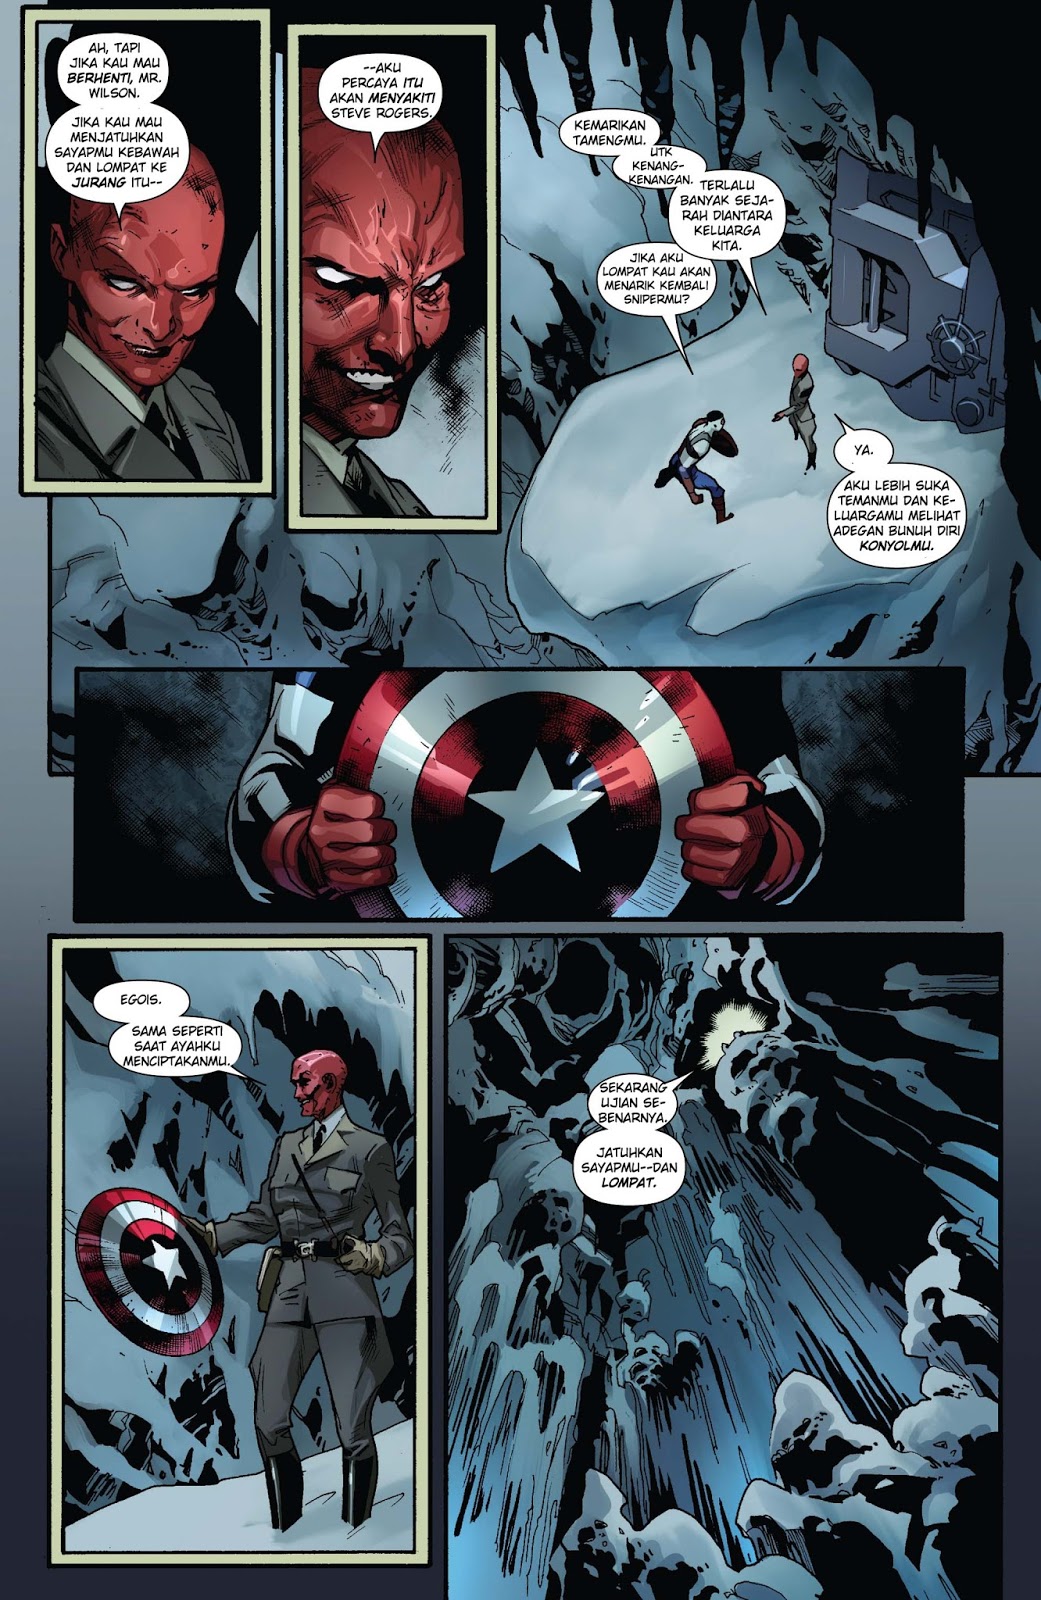 AH, TAPI
JIKA KAU MAU
BERHENTI, MR.
WILSON.
JIKA KAU MAU
MENJATUHKAN
SAYAPMU KEBAWAH
DAN LOMPAT KE
JURANG ITU--
--AKU
PERCAYA ITU
AKAN MENYAKITI
STEVE ROGERS.
KEMARIKAN
TAMENGMU.
UTK
KENANG-
KENANGAN.
TERLALU
BANYAK SEJA-
RAH DIANTARA
KELUARGA
KITA.
JIKA AKU
LOMPAT KAU AKAN
MENARIK KEMBALI
SNIPERMU?
YA.
AKU LEBIH SUKA
TEMANMU DAN KE-
LUARGAMU MELIHAT
ADEGAN BUNUH DIRI
KONYOLMU.
EGOIS.
SAMA SEPERTI
SAAT AYAHKU
MENCIPTAKANMU.
SEKARANG
UJIAN SE-
BENARNYA.
JATUHKAN
SAYAPMU--DAN
LOMPAT.